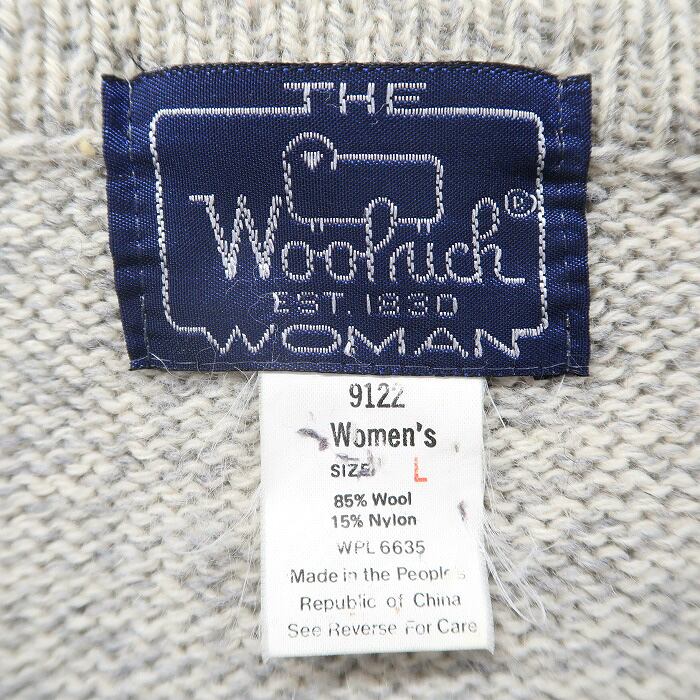 THE
Woolrich®
EST. 1830
WOMAN
9122
Women's
SIZE L
85% Wool
15% Nylon
WPL 6635
Made in the People's
Republic of China
See Reverse For Care